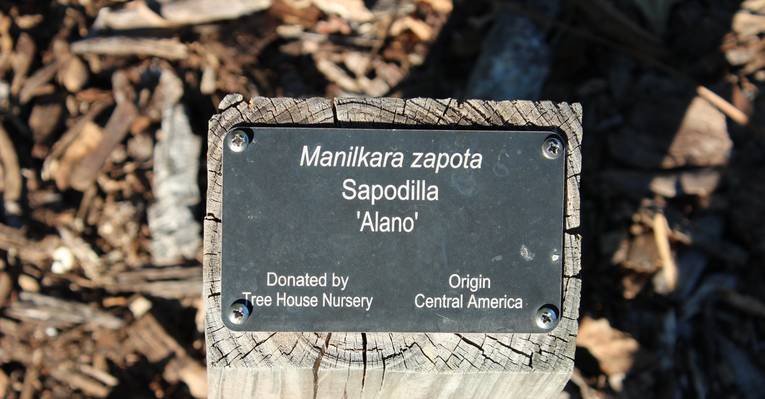 Manilkara zapota
Sapodilla
'Alano'
Donated by
Tree House Nursery
Origin
Central America